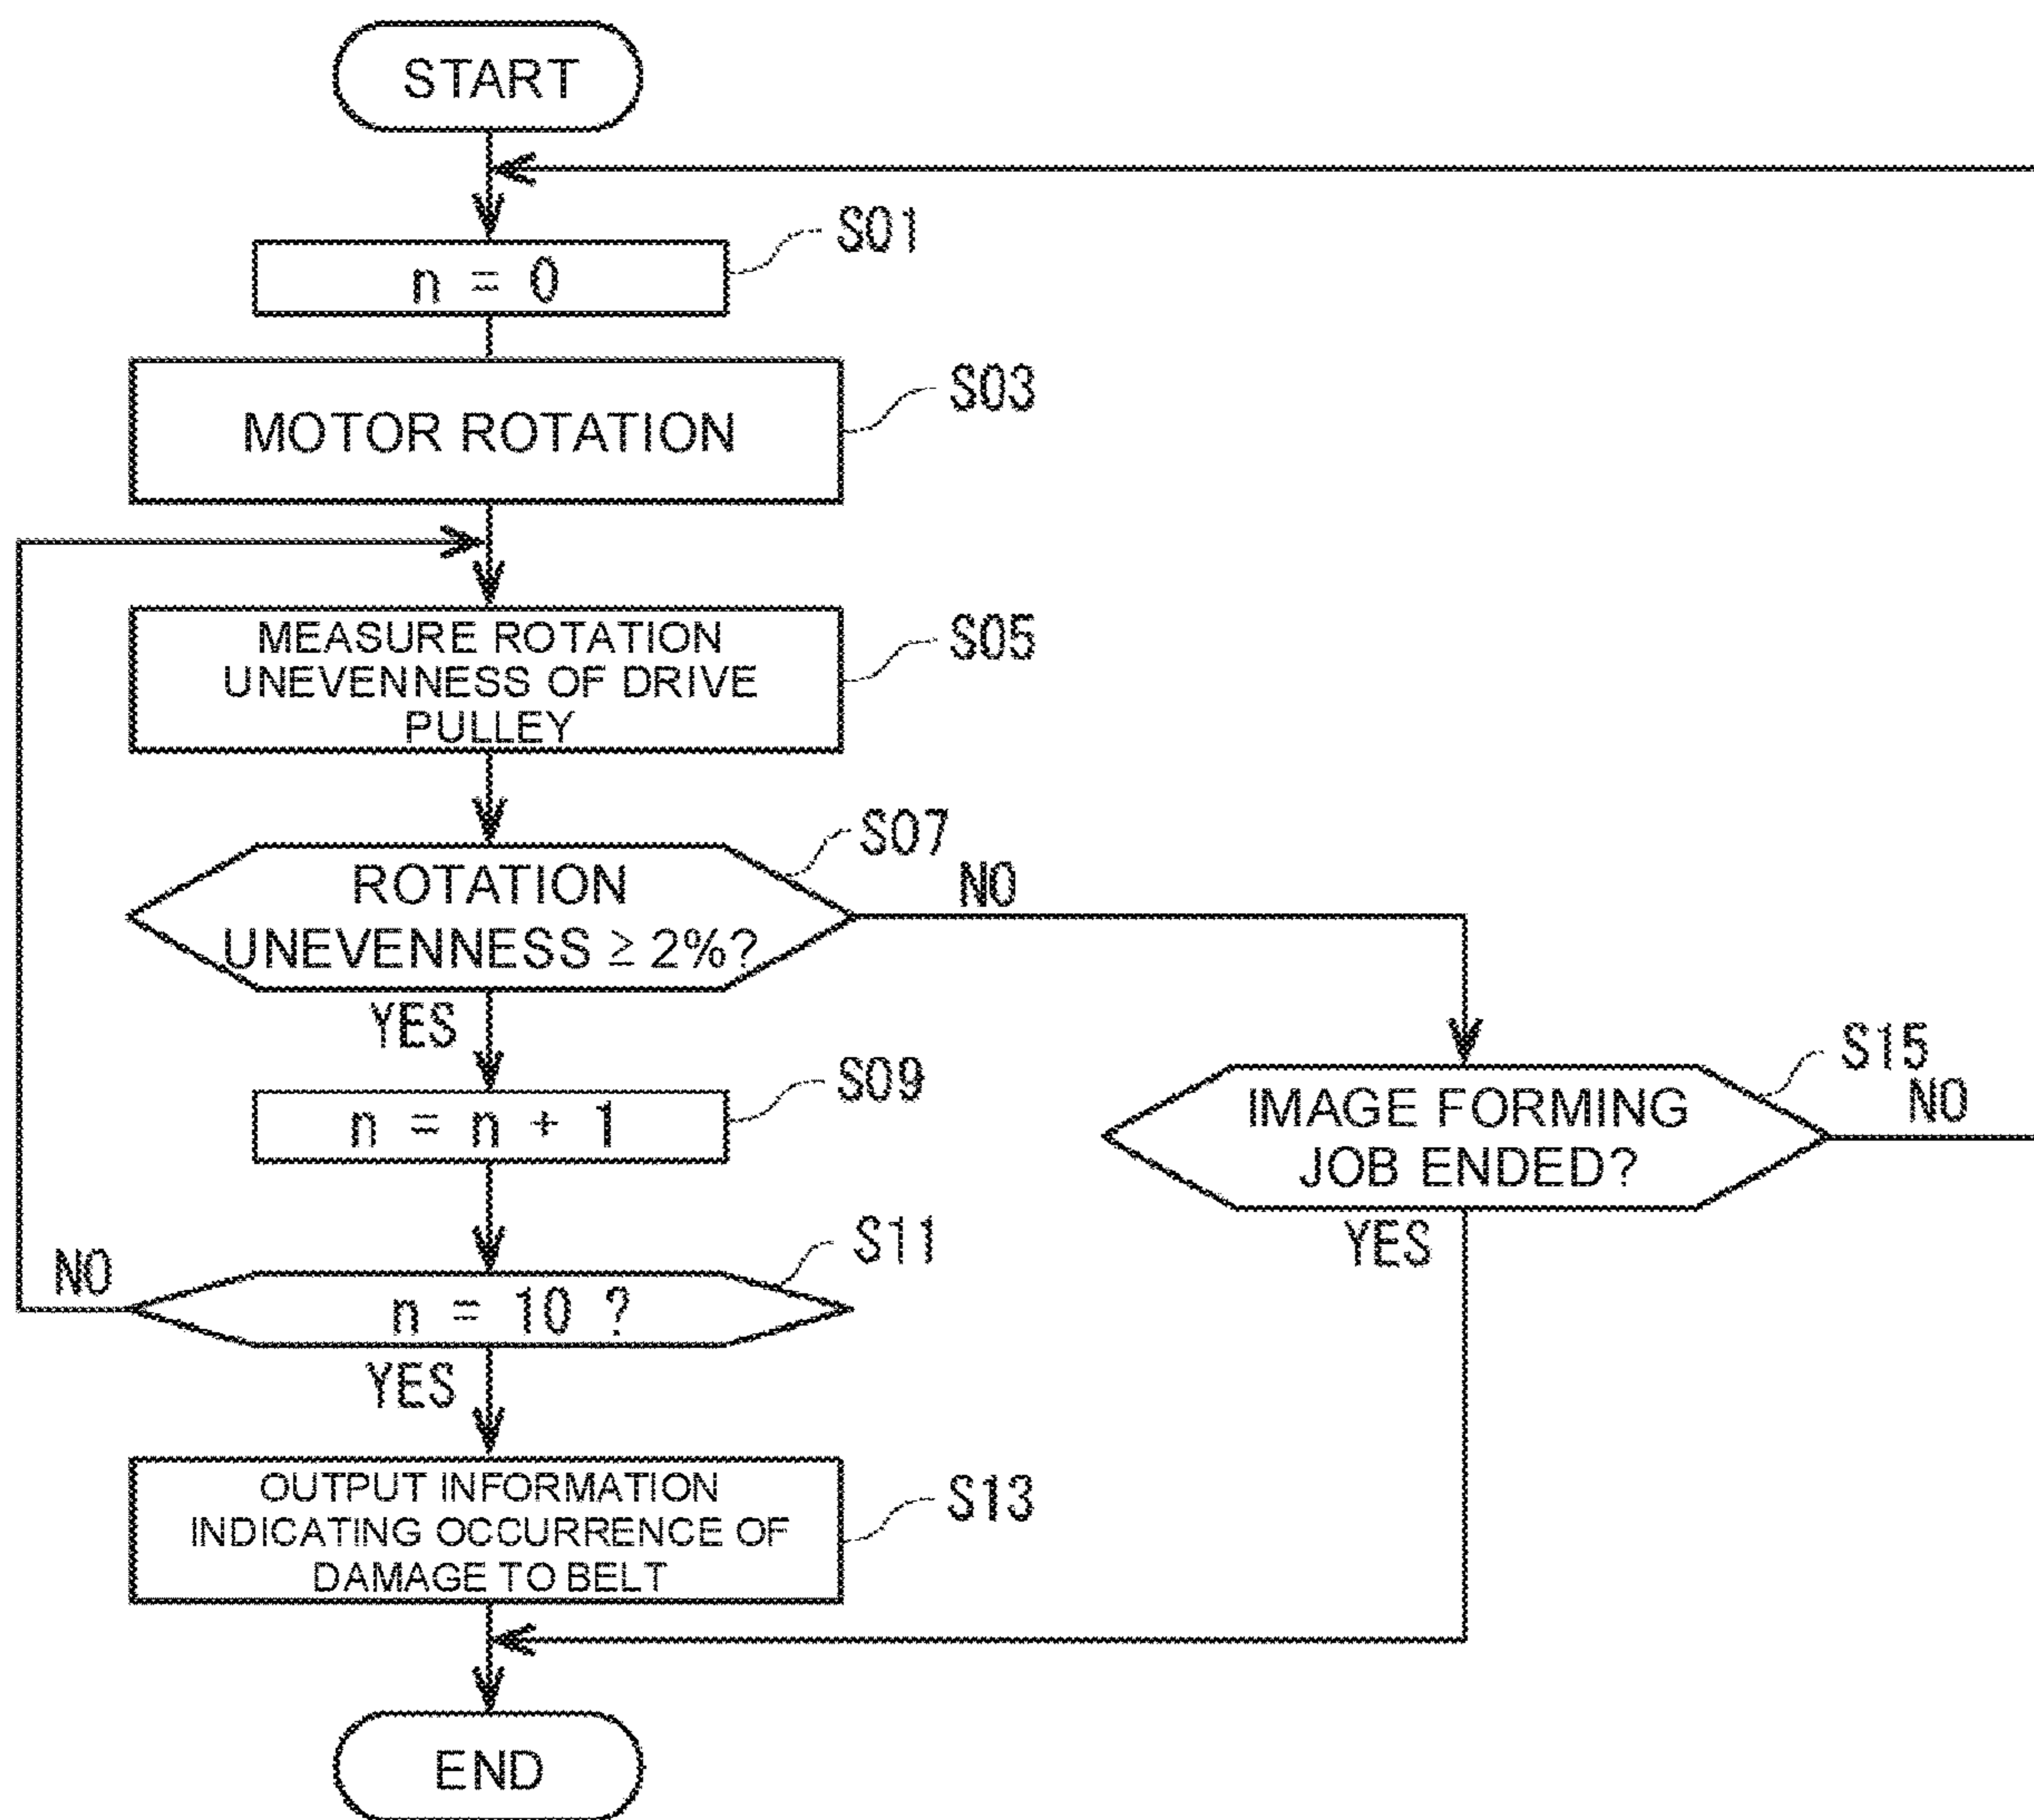 START
S01
n = 0
S03
MOTOR ROTATION
S05
MEASURE ROTATION
UNEVENNESS OF DRIVE
PULLEY
S07
ROTATION
UNEVENNESS ≥ 2%?
NO
YES
S09
n = n + 1
S15
IMAGE FORMING
JOB ENDED?
NO
YES
S11
n = 10 ?
NO
YES
S13
OUTPUT INFORMATION
INDICATING OCCURRENCE OF
DAMAGE TO BELT
END